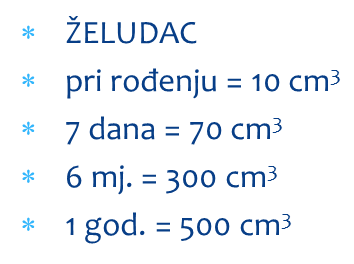 * ŽELUDAC
* pri rođenju = 10 cm³
* 7 dana = 70 cm³
* 6 mj. = 300 cm³
* 1 god. = 500 cm³